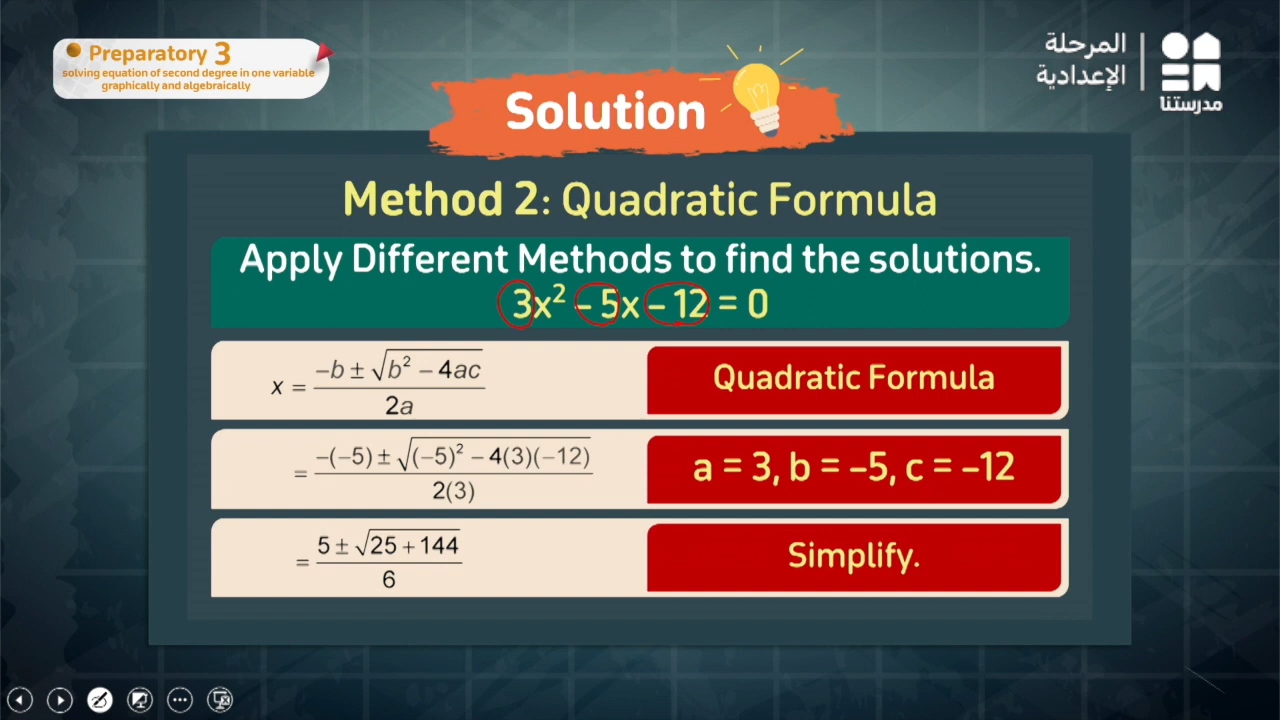 Preparatory 3
solving equation of second degree in one variable
graphically and algebraically
المرحلة
الإعدادية
مدرستنا
Solution
Method 2: Quadratic Formula
Apply Different Methods to find the solutions.
3x² – 5x – 12 = 0
x = (−b ± √(b² − 4ac)) / 2a
Quadratic Formula
= (−(−5) ± √((−5)² − 4(3)(−12))) / 2(3)
a = 3, b = –5, c = –12
= (5 ± √(25 + 144)) / 6
Simplify.